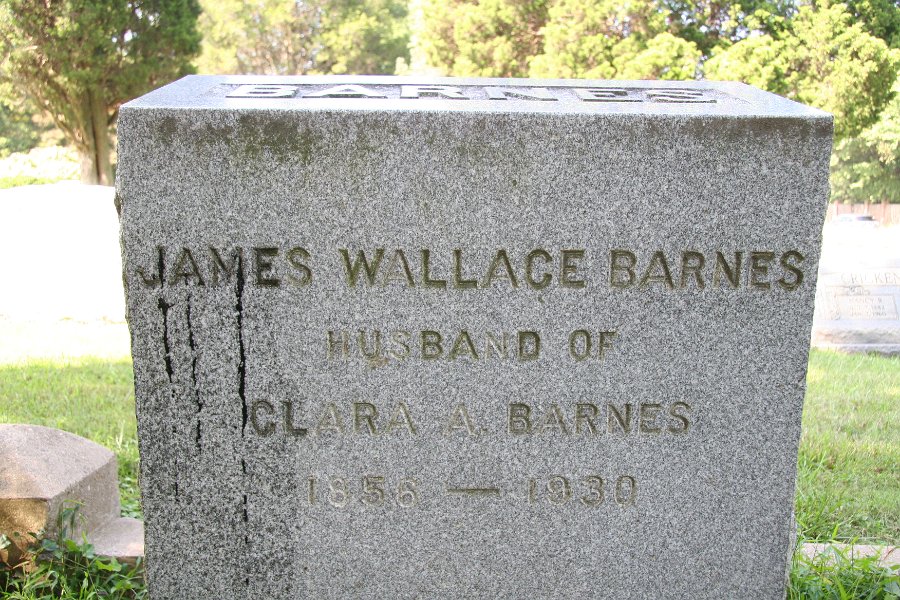 BARNES
JAMES WALLACE BARNES
HUSBAND OF
CLARA A. BARNES
1856 — 1930